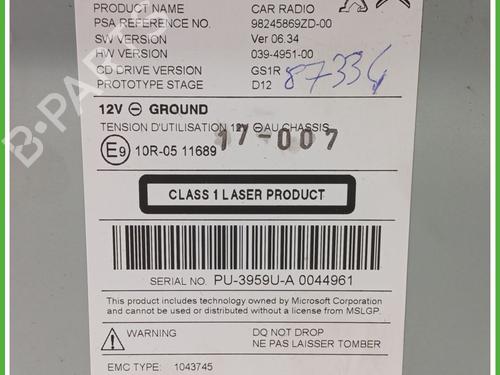 PRODUCT NAME CAR RADIO
PSA REFERENCE NO. 98245869ZD-00
SW VERSION Ver 06.34
HW VERSION 039-4951-00
CD DRIVE VERSION GS1R
PROTOTYPE STAGE D12
87334
12V ⊖ GROUND
TENSION D'UTILISATION 12V ⊖ AU CHASSIS
17-007
E9 10R-05 11689
CLASS 1 LASER PRODUCT
SERIAL NO. PU-3959U-A 0044961
This product includes technology owned by Microsoft Corporation
and cannot be used or distributed without a license from MSLGP.
WARNING DO NOT DROP
NE PAS LAISSER TOMBER
EMC TYPE: 1043745